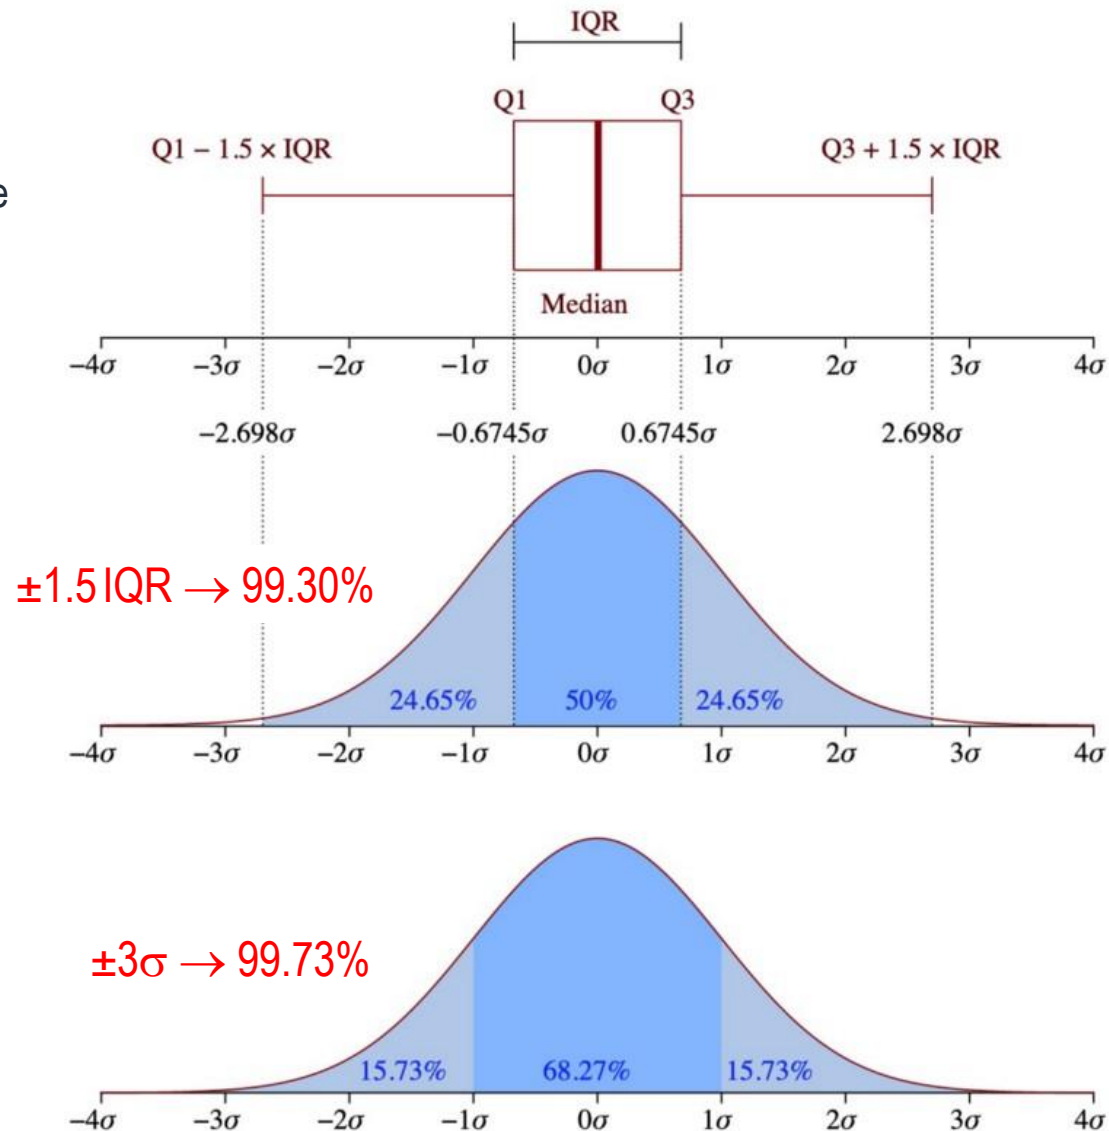 IQR
Q1 Q3
Q1 − 1.5 × IQR Q3 + 1.5 × IQR
e
Median
−4σ −3σ −2σ −1σ 0σ 1σ 2σ 3σ 4σ
−2.698σ −0.6745σ 0.6745σ 2.698σ
±1.5 IQR → 99.30%
24.65% 50% 24.65%
−4σ −3σ −2σ −1σ 0σ 1σ 2σ 3σ 4σ
±3σ → 99.73%
15.73% 68.27% 15.73%
−4σ −3σ −2σ −1σ 0σ 1σ 2σ 3σ 4σ